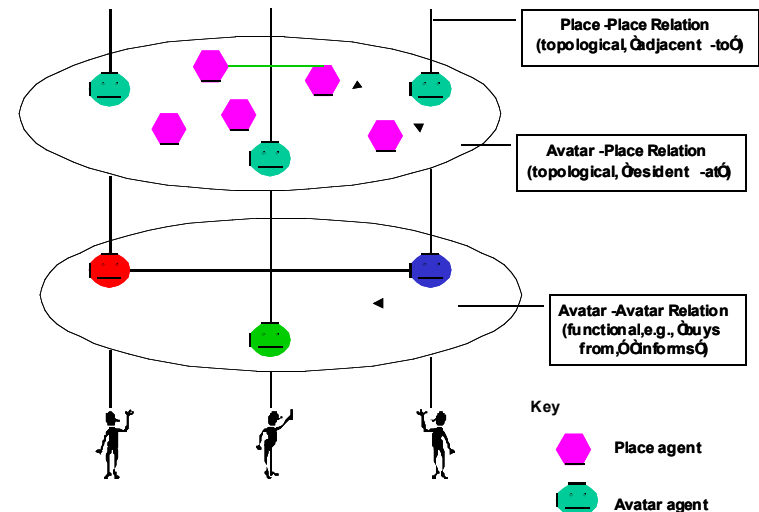 Place -Place Relation
(topological, Òadjacent -toÓ)
Avatar -Place Relation
(topological, Òesident -atÓ)
Avatar -Avatar Relation
(functional,e.g., Òbuys
from,ÓÒinformsÓ)
Key
Place agent
Avatar agent